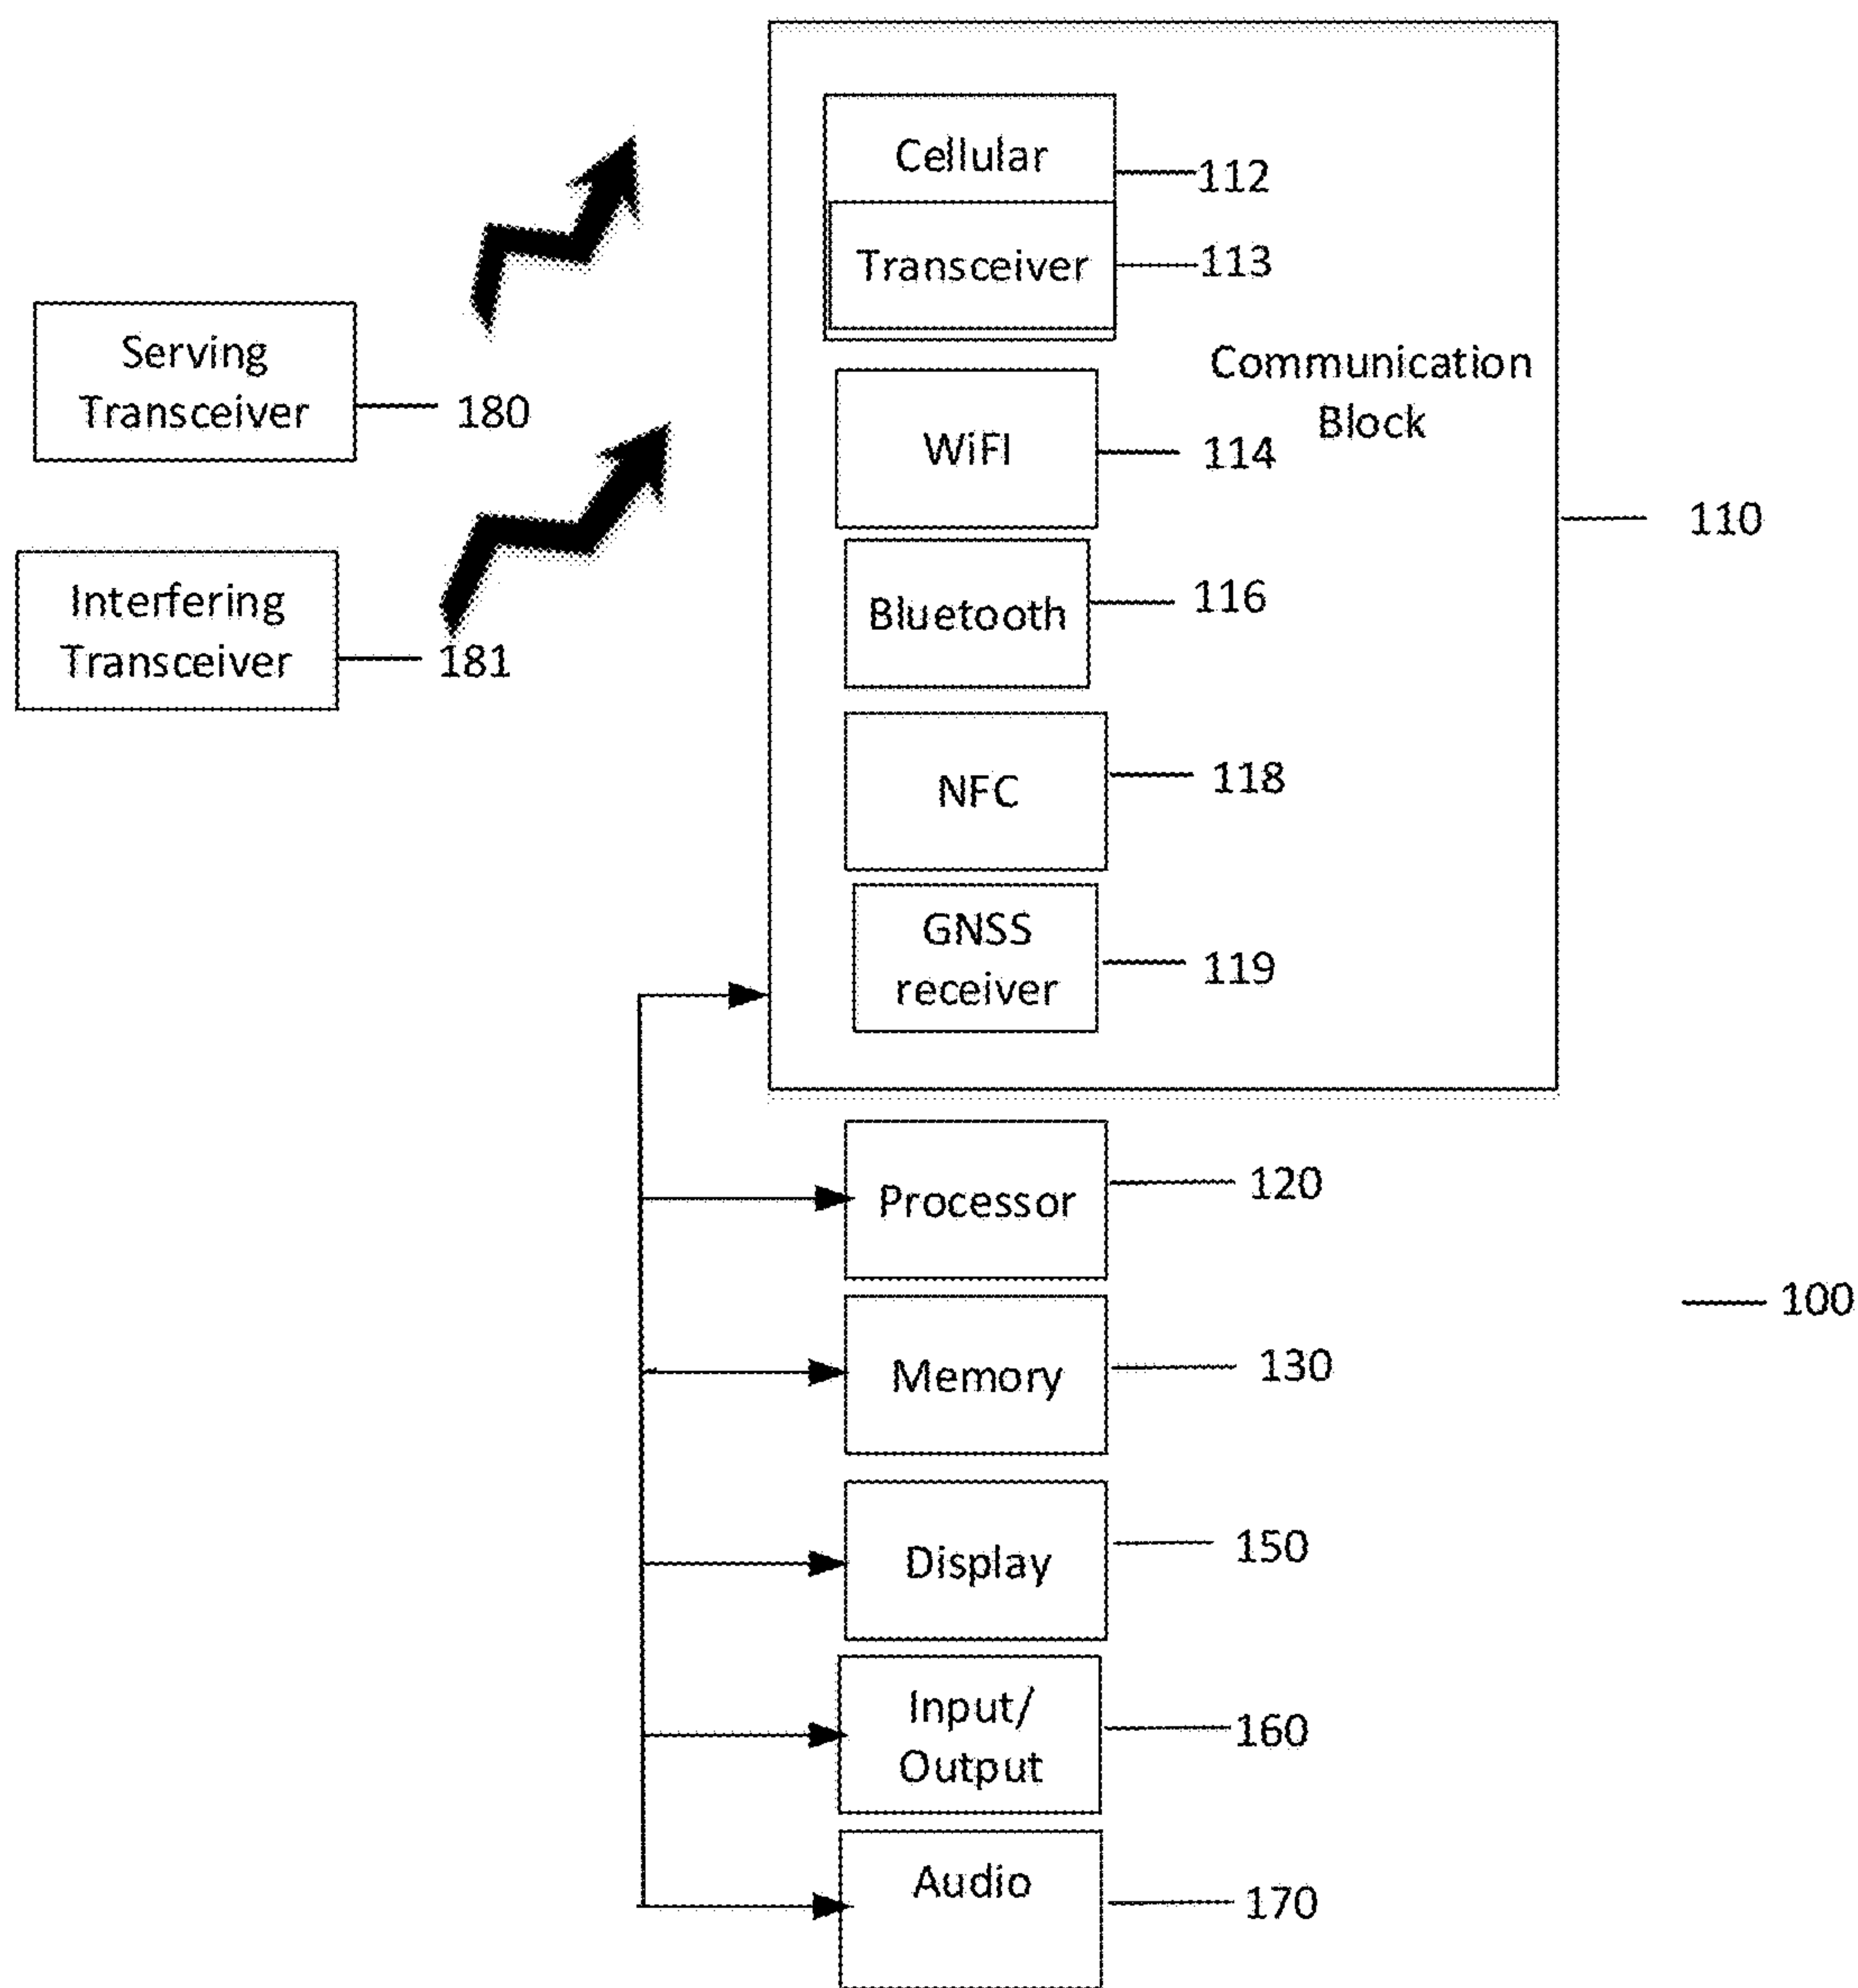 Cellular
112
Transceiver
113
Serving
Transceiver
180
Communication
Block
WiFI
114
110
Interfering
Transceiver
181
Bluetooth
116
NFC
118
GNSS
receiver
119
Processor
120
100
Memory
130
Display
150
Input/
Output
160
Audio
170